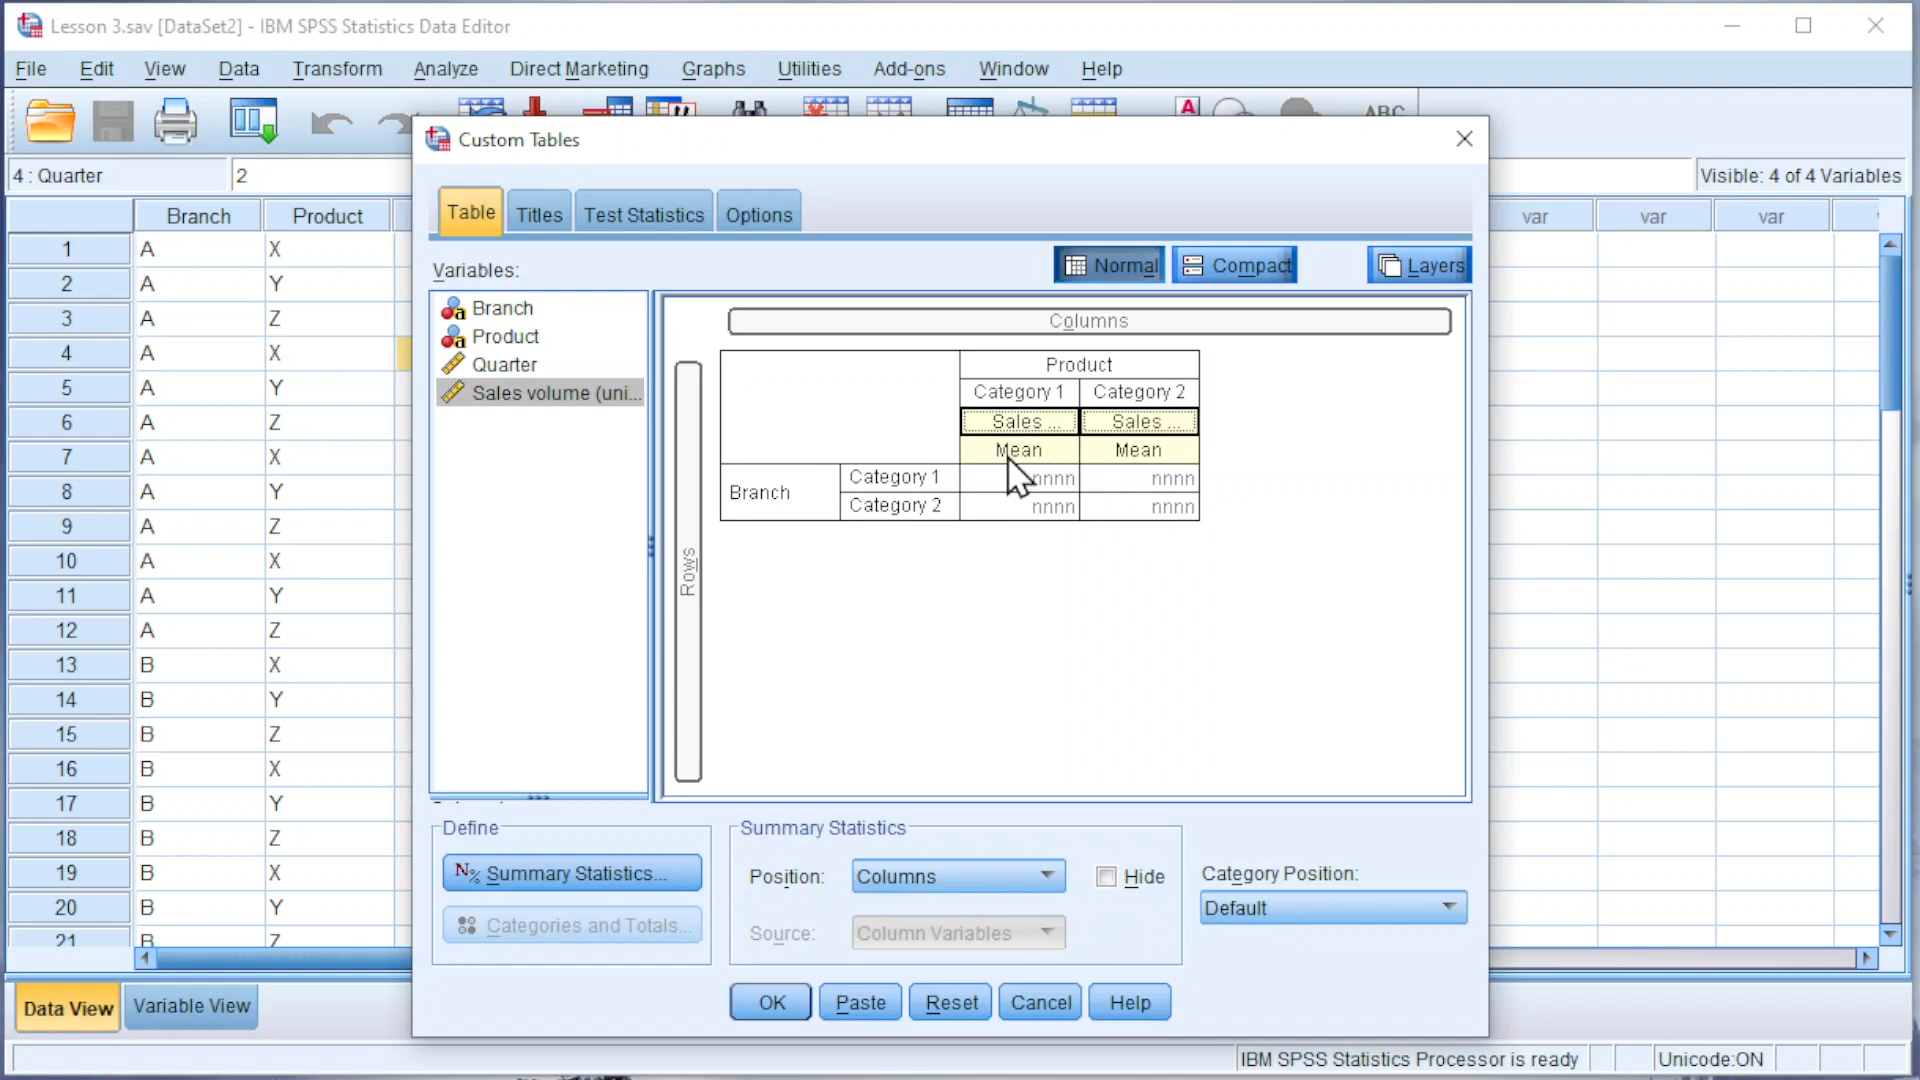 Lesson 3.sav [DataSet2] - IBM SPSS Statistics Data Editor
File Edit View Data Transform Analyze Direct Marketing Graphs Utilities Add-ons Window Help
A ABC
4 : Quarter 2 Visible: 4 of 4 Variables
Branch Product var var var
1 A X
2 A Y
3 A Z
4 A X
5 A Y
6 A Z
7 A X
8 A Y
9 A Z
10 A X
11 A Y
12 A Z
13 B X
14 B Y
15 B Z
16 B X
17 B Y
18 B Z
19 B X
20 B Y
21 B Z
Custom Tables
Table Titles Test Statistics Options
Variables: Normal Compact Layers
Branch
Product
Quarter
Sales volume (uni...
Columns
Rows
Product
Category 1 Category 2
Sales ... Sales ...
Mean Mean
Branch Category 1 nnnn nnnn
Category 2 nnnn nnnn
Define
N% Summary Statistics...
Categories and Totals...
Summary Statistics
Position: Columns Hide
Source: Column Variables
Category Position:
Default
OK Paste Reset Cancel Help
Data View Variable View
IBM SPSS Statistics Processor is ready Unicode:ON